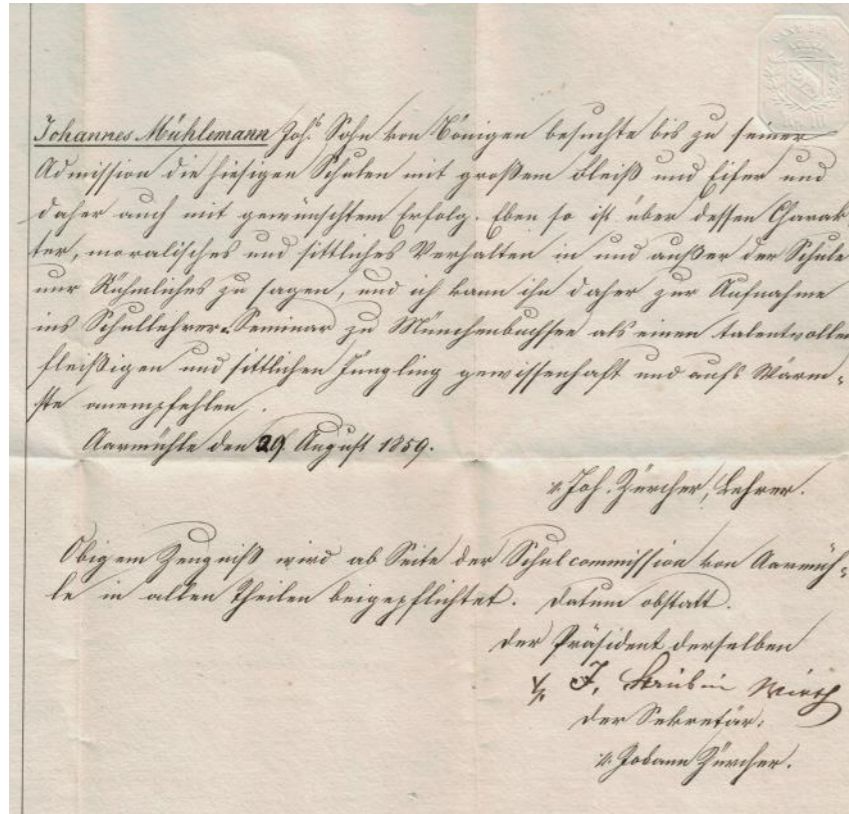 Johannes Mühlemann Joh.s Sohn von Bönigen besuchte bis zu seiner
Admission die hiesigen Schulen mit großem Fleiß und Eifer und
daher auch mit gewünschtem Erfolg. Eben so ist über dessen Charak-
ter, moralisches und sittliches Verhalten in und außer der Schule
nur Rühmliches zu sagen, und ich kann ihn daher zur Aufnahme
ins Schullehrer-Seminar zu Münchenbuchsee als einen talentvollen
fleißigen und sittlichen Jüngling gewissenhaft und aufs Wärm-
ste anempfehlen.
Aarmühle den 29 August 1859.
Joh. Zürcher, Lehrer.
Obigem Zeugniß wird ab Seite der Schulcommission von Aarmüh-
le in allen Theilen beigepflichtet. Datum obstatt.
Der Präsident derselben
J. Strübin Wirth
Der Sekretär:
Johann Zürcher.